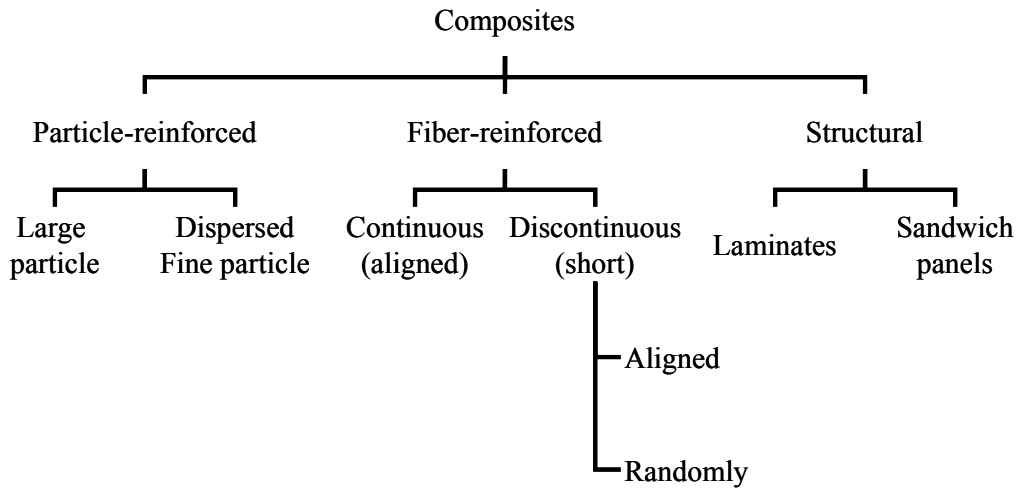 Composites
Particle-reinforced
Fiber-reinforced
Structural
Large
particle
Dispersed
Fine particle
Continuous
(aligned)
Discontinuous
(short)
Laminates
Sandwich
panels
Aligned
Randomly